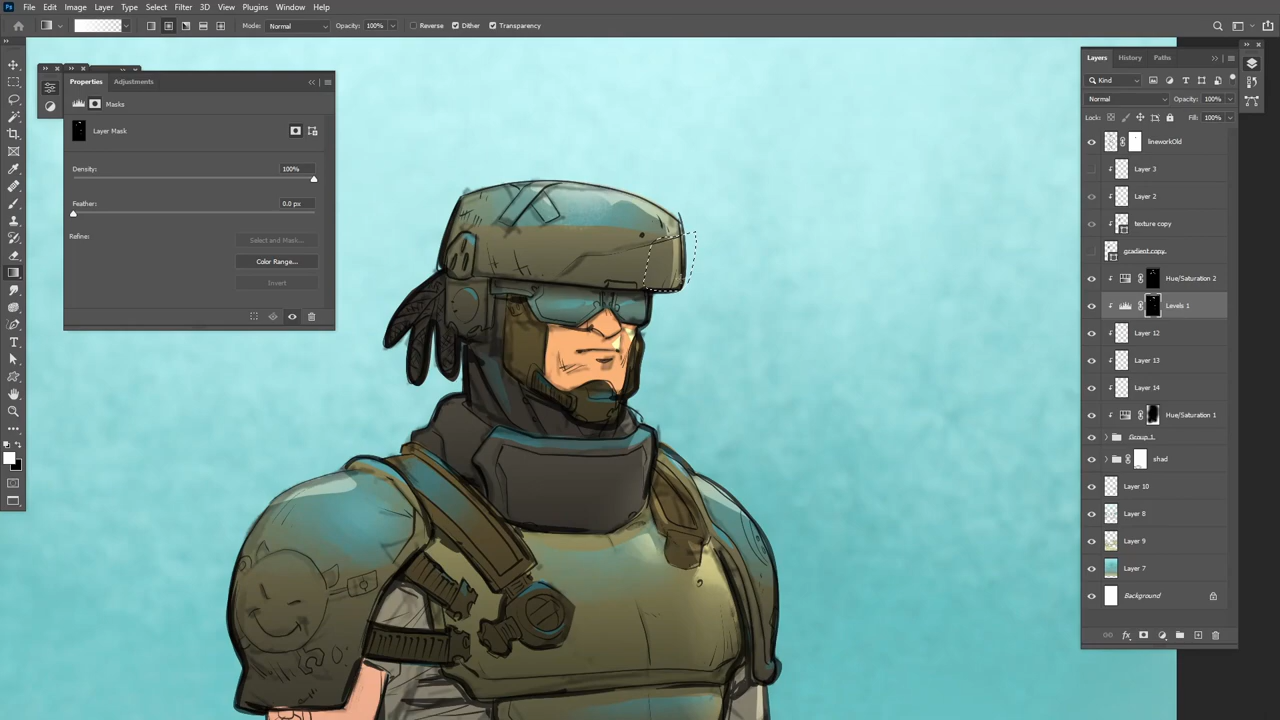 Ps File Edit Image Layer Type Select Filter 3D View Plugins Window Help
Mode: Normal Opacity: 100% Reverse Dither Transparency
Properties Adjustments
Masks
Layer Mask
Density: 100%
Feather: 0.0 px
Refine:
Select and Mask...
Color Range...
Invert
Layers History Paths
Kind
Normal Opacity: 100%
Lock: Fill: 100%
lineworkOld
Layer 3
Layer 2
texture copy
gradient copy
Hue/Saturation 2
Levels 1
Layer 12
Layer 13
Layer 14
Hue/Saturation 1
Group 1
shad
Layer 10
Layer 8
Layer 9
Layer 7
Background